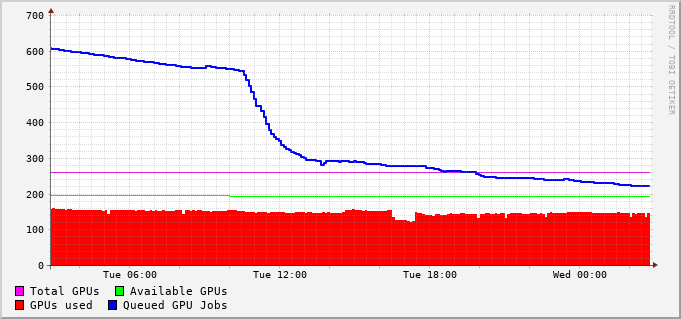 700
600
500
400
300
200
100
0
Tue 06:00 Tue 12:00 Tue 18:00 Wed 00:00
Total GPUs Available GPUs
GPUs used Queued GPU Jobs
RRDTOOL / TOBI OETIKER